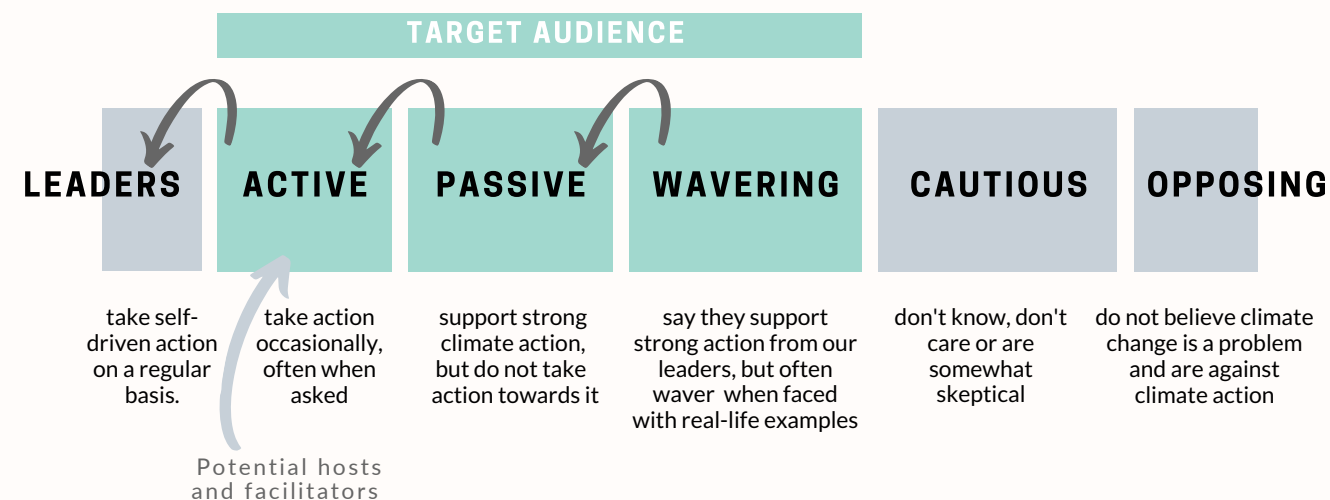 TARGET AUDIENCE
LEADERS
ACTIVE
PASSIVE
WAVERING
CAUTIOUS
OPPOSING
take self-
driven action
on a regular
basis.
take action
occasionally,
often when
asked
support strong
climate action,
but do not take
action towards it
say they support
strong action from our
leaders, but often
waver when faced
with real-life examples
don't know, don't
care or are
somewhat
skeptical
do not believe climate
change is a problem
and are against
climate action
Potential hosts
and facilitators